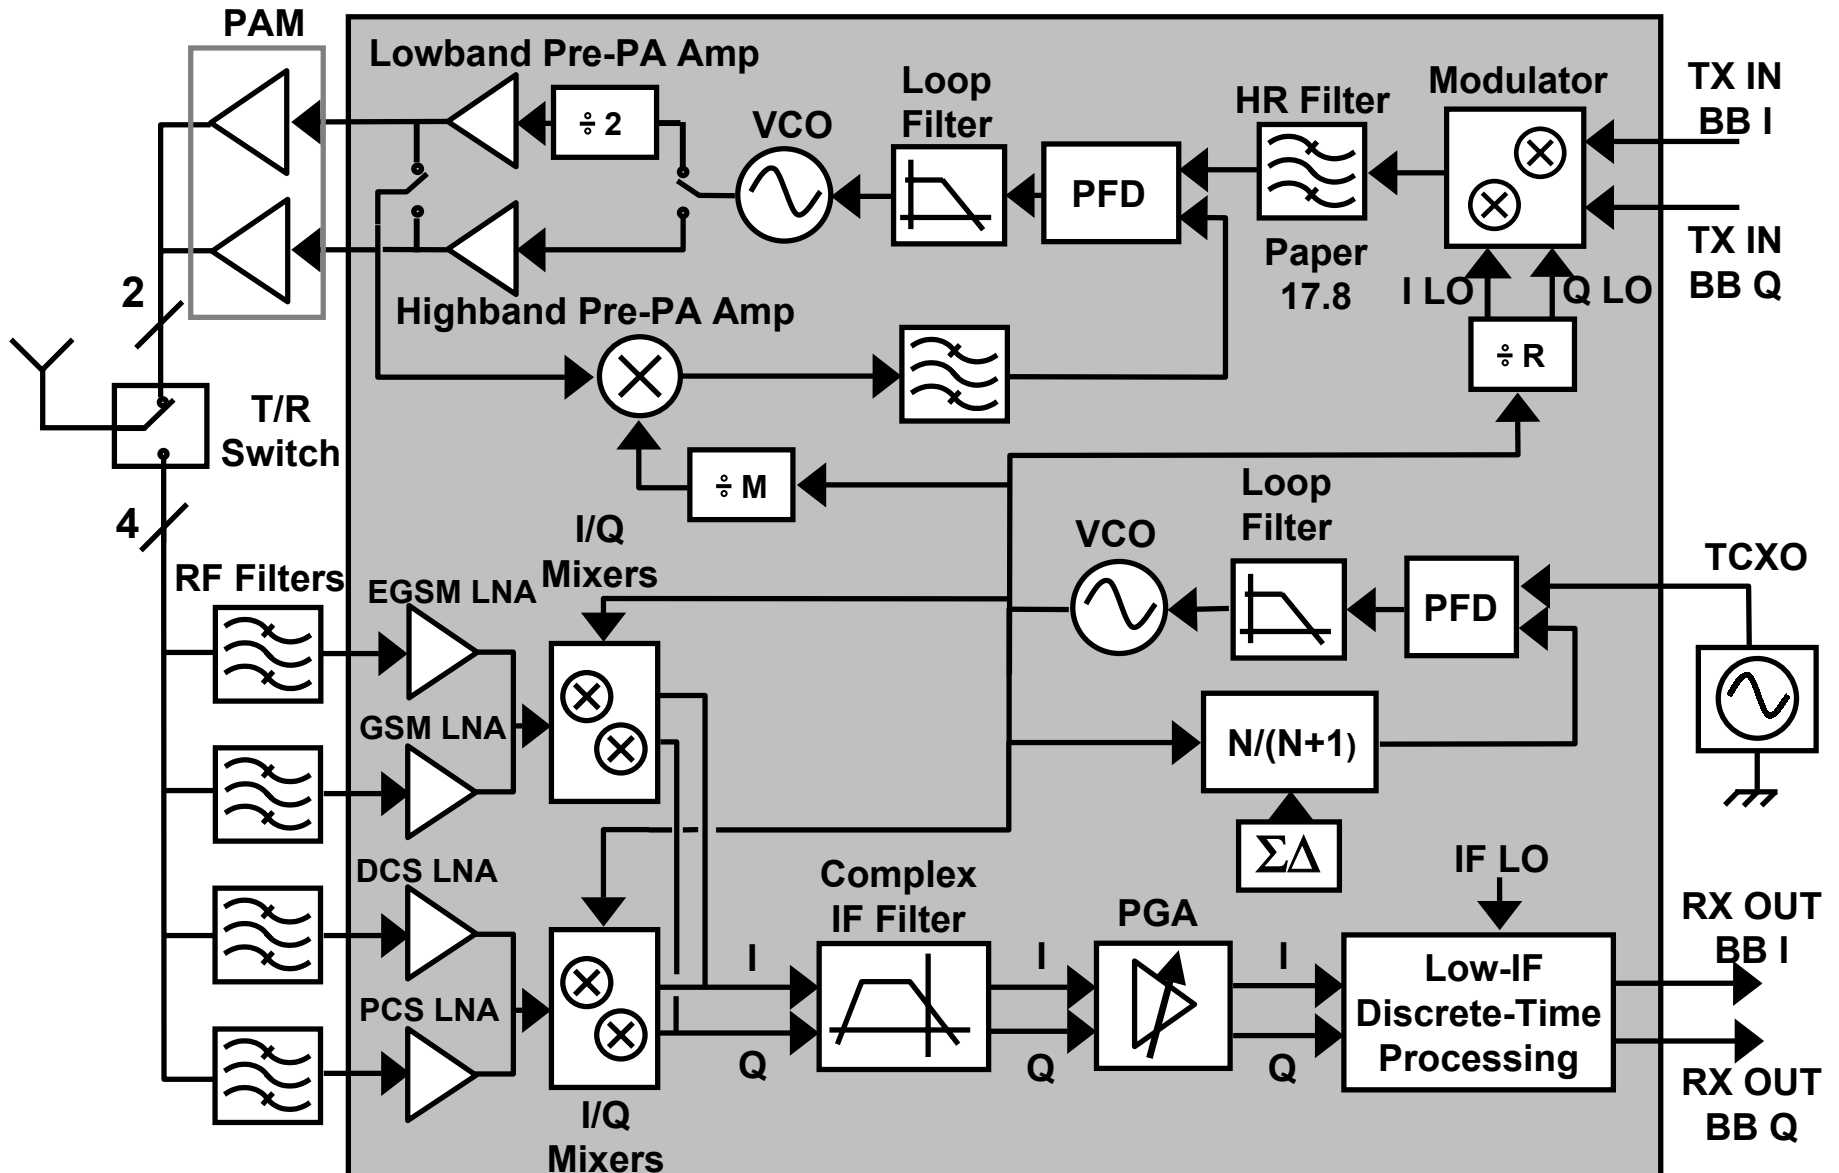 PAM
Lowband Pre-PA Amp
÷ 2
VCO
Loop
Filter
PFD
HR Filter
Paper
17.8
Modulator
TX IN
BB I
TX IN
BB Q
I LO
Q LO
÷ R
Highband Pre-PA Amp
2
T/R
Switch
4
÷ M
I/Q
Mixers
RF Filters
EGSM LNA
GSM LNA
DCS LNA
PCS LNA
VCO
Loop
Filter
PFD
TCXO
N/(N+1)
ΣΔ
IF LO
Complex
IF Filter
PGA
I
Q
I
Q
I
Q
Low-IF
Discrete-Time
Processing
RX OUT
BB I
RX OUT
BB Q
I/Q
Mixers